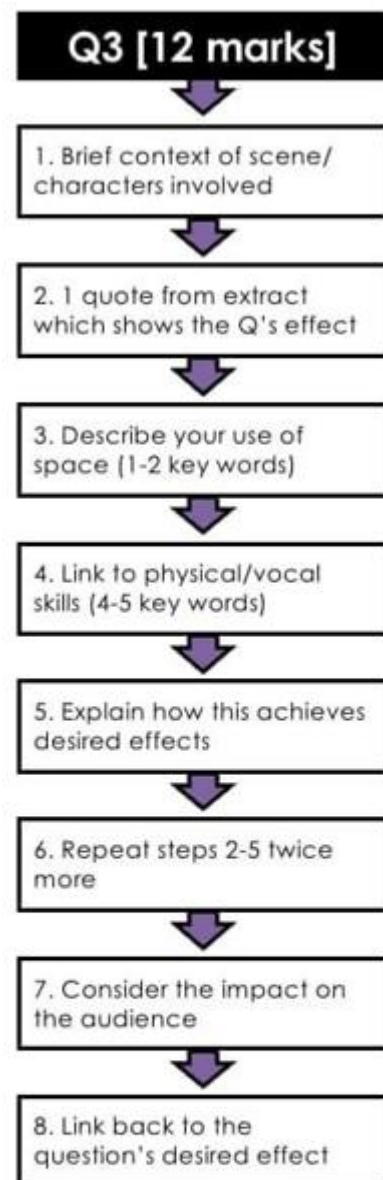 Q3 [12 marks]
1. Brief context of scene/
characters involved
2. 1 quote from extract
which shows the Q's effect
3. Describe your use of
space (1-2 key words)
4. Link to physical/vocal
skills (4-5 key words)
5. Explain how this achieves
desired effects
6. Repeat steps 2-5 twice
more
7. Consider the impact on
the audience
8. Link back to the
question's desired effect